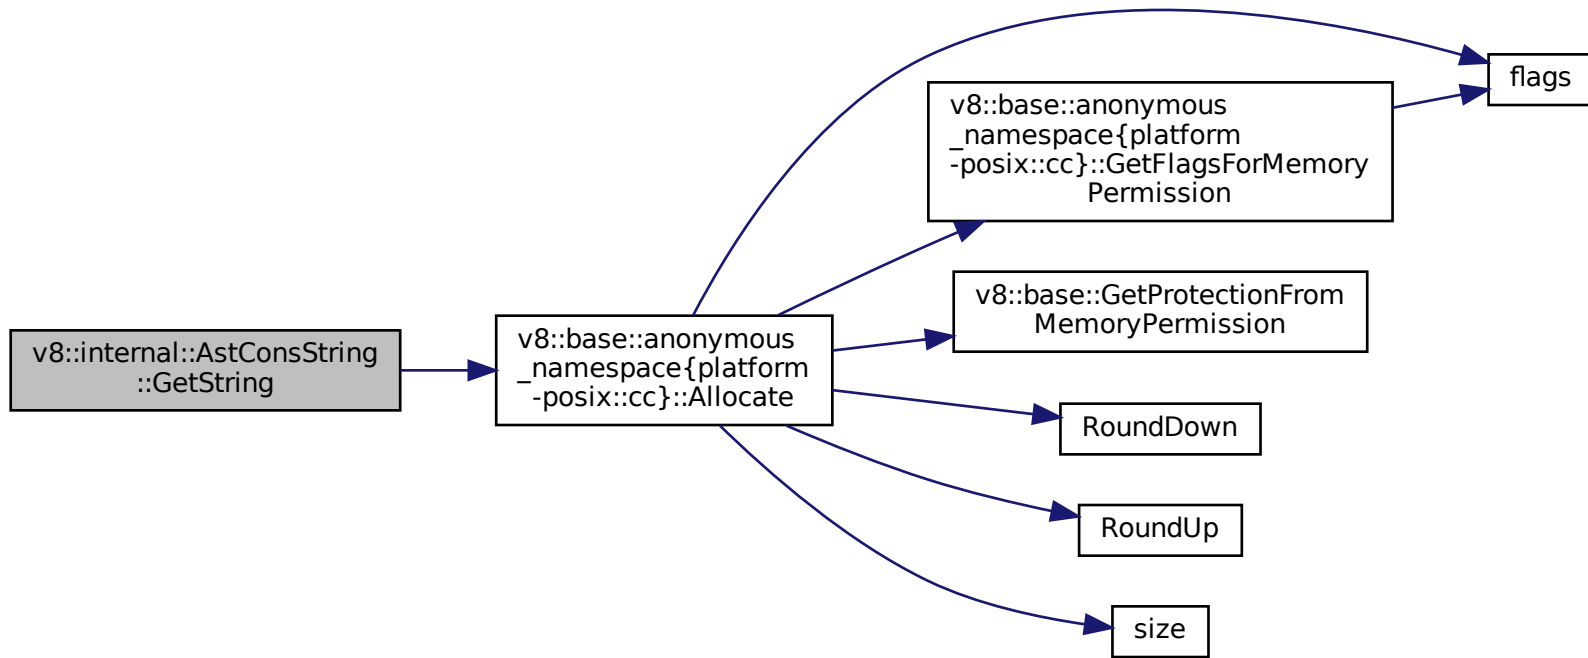 v8::internal::AstConsString
::GetString
v8::base::anonymous
_namespace{platform
-posix::cc}::Allocate
flags
v8::base::anonymous
_namespace{platform
-posix::cc}::GetFlagsForMemory
Permission
v8::base::GetProtectionFrom
MemoryPermission
RoundDown
RoundUp
size